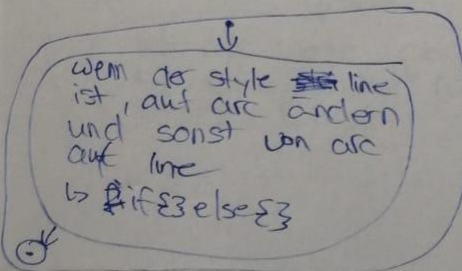 wenn der style line
ist, auf arc ändern
und sonst von arc
auf line
↳ if{} else{}